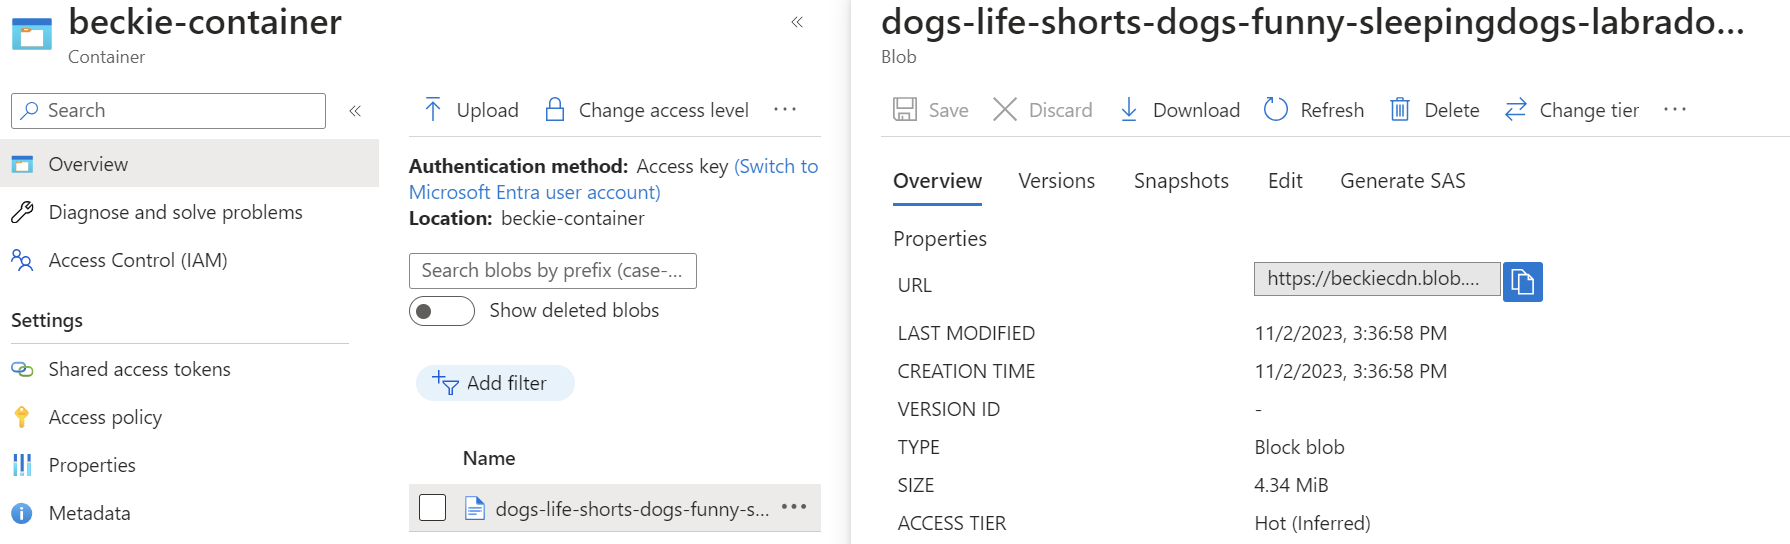 beckie-container
Container
«
Search
«
Overview
Diagnose and solve problems
Access Control (IAM)
Settings
Shared access tokens
Access policy
Properties
Metadata
Upload
Change access level
...
Authentication method: Access key (Switch to
Microsoft Entra user account)
Location: beckie-container
Search blobs by prefix (case-...
Show deleted blobs
Add filter
Name
dogs-life-shorts-dogs-funny-s... ...
dogs-life-shorts-dogs-funny-sleepingdogs-labrado...
Blob
Save Discard Download Refresh Delete Change tier ...
Overview Versions Snapshots Edit Generate SAS
Properties
URL https://beckiecdn.blob....
LAST MODIFIED 11/2/2023, 3:36:58 PM
CREATION TIME 11/2/2023, 3:36:58 PM
VERSION ID -
TYPE Block blob
SIZE 4.34 MiB
ACCESS TIER Hot (Inferred)